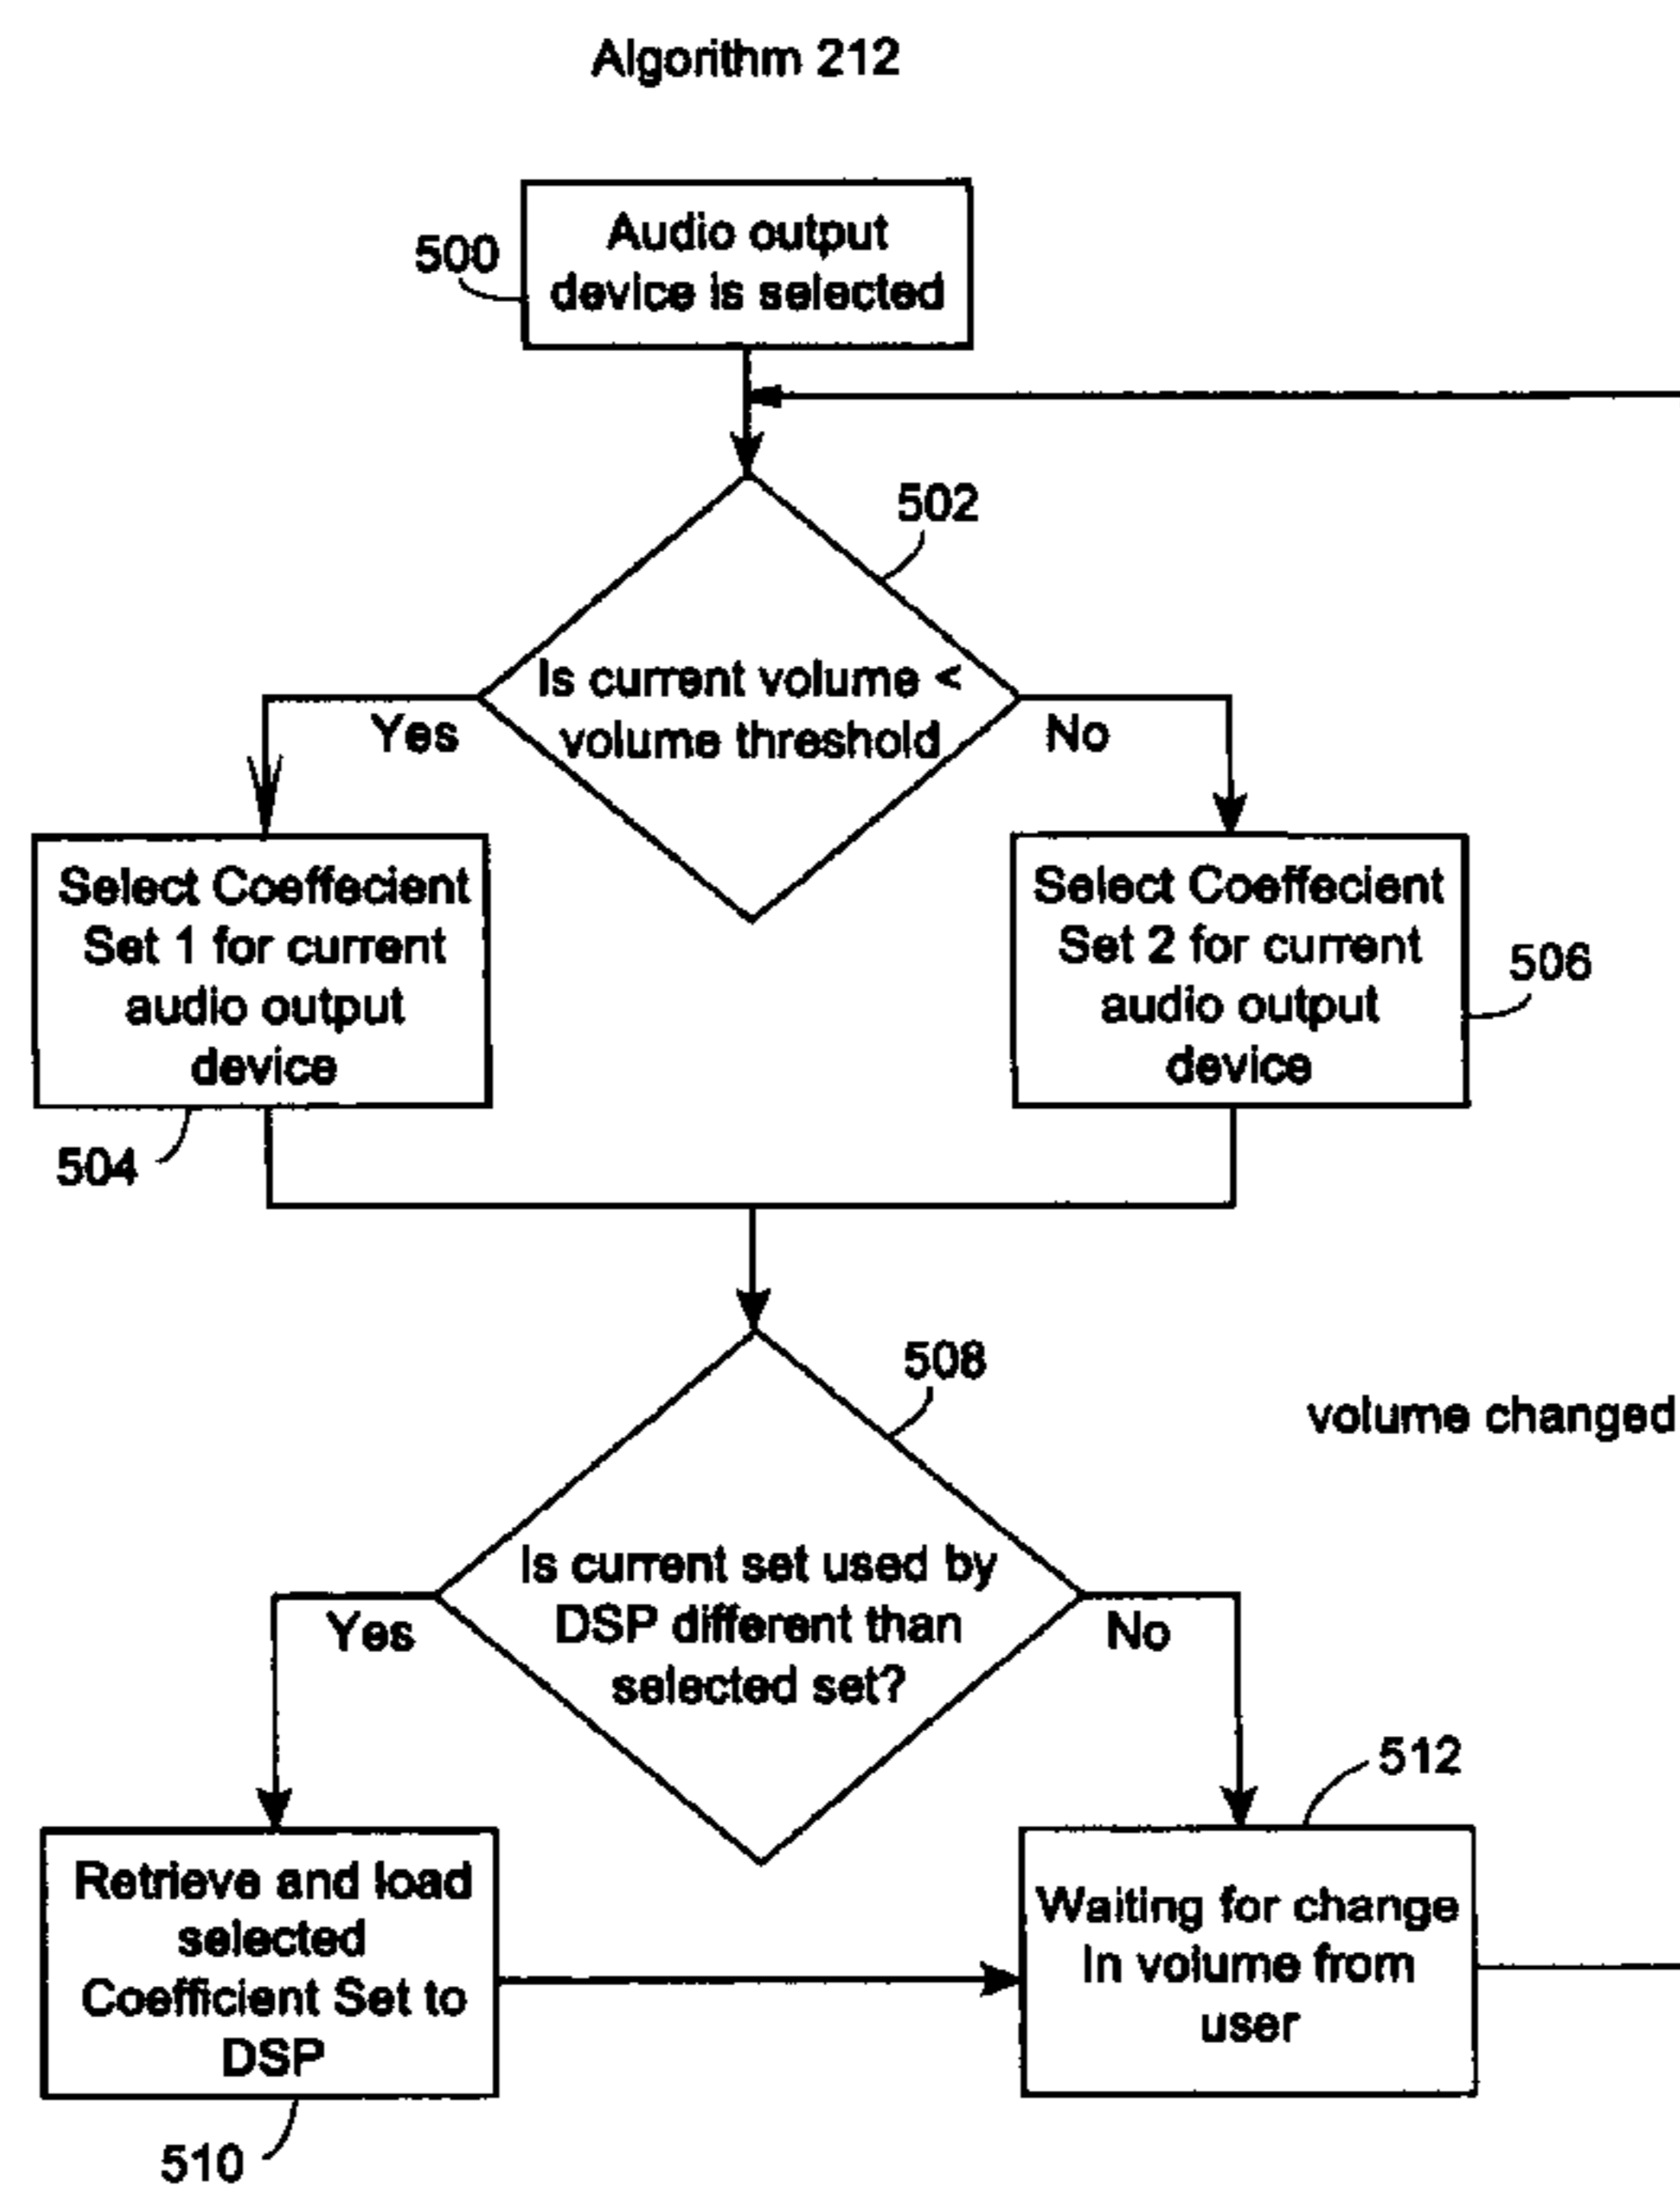 Algorithm 212
500
Audio output
device is selected
502
Is current volume <
volume threshold
Yes
No
Select Coeffecient
Set 1 for current
audio output
device
504
Select Coeffecient
Set 2 for current
audio output
device
506
508
Is current set used by
DSP different than
selected set?
Yes
No
volume changed
Retrieve and load
selected
Coefficient Set to
DSP
510
512
Waiting for change
In volume from
user